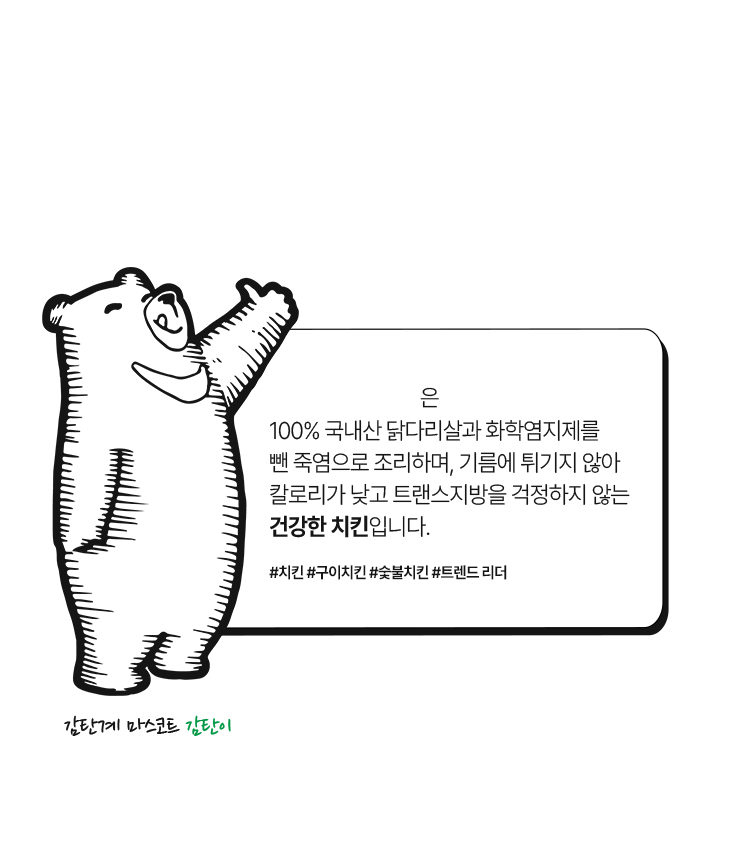 은
100% 국내산 닭다리살과 화학염지제를
뺀 죽염으로 조리하며, 기름에 튀기지 않아
칼로리가 낮고 트랜스지방을 걱정하지 않는
건강한 치킨입니다.
#치킨 #구이치킨 #숯불치킨 #트렌드 리더
감탄계 마스코트 감탄이